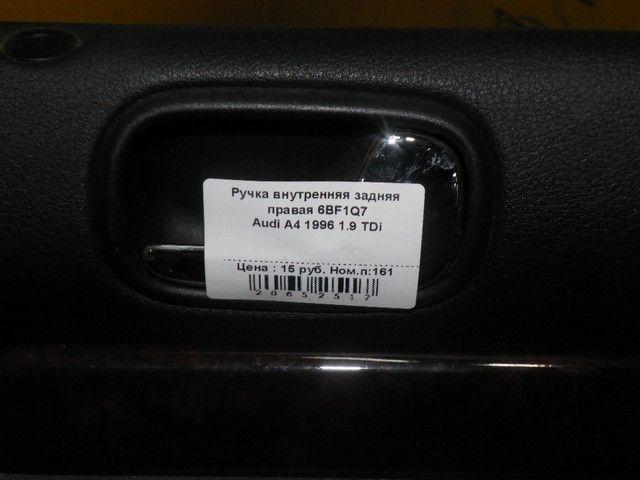 Ручка внутренняя задняя
правая 6BF1Q7
Audi A4 1996 1.9 TDi
Цена : 15 руб. Ном.п:161
20652517